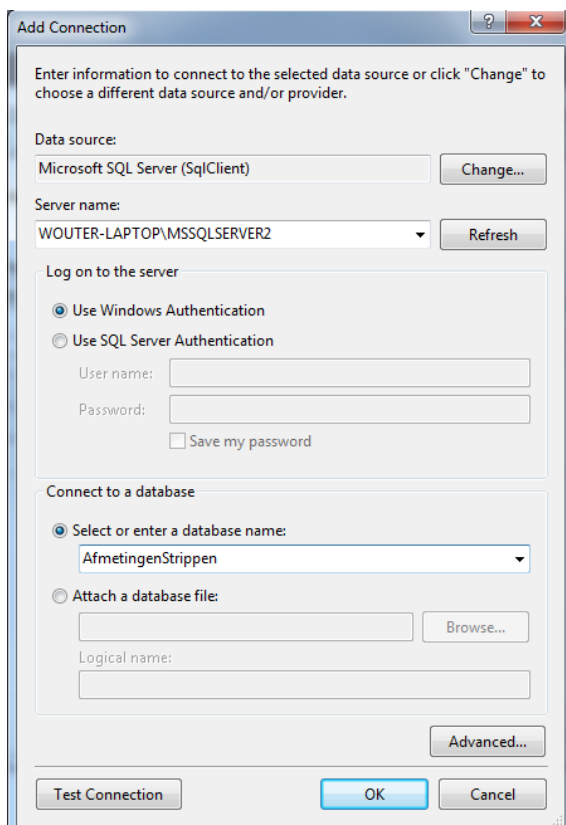 Add Connection
Enter information to connect to the selected data source or click "Change" to
choose a different data source and/or provider.
Data source:
Microsoft SQL Server (SqlClient)
Change...
Server name:
WOUTER-LAPTOP\MSSQLSERVER2
Refresh
Log on to the server
Use Windows Authentication
Use SQL Server Authentication
User name:
Password:
Save my password
Connect to a database
Select or enter a database name:
AfmetingenStrippen
Attach a database file:
Browse...
Logical name:
Advanced...
Test Connection
OK
Cancel